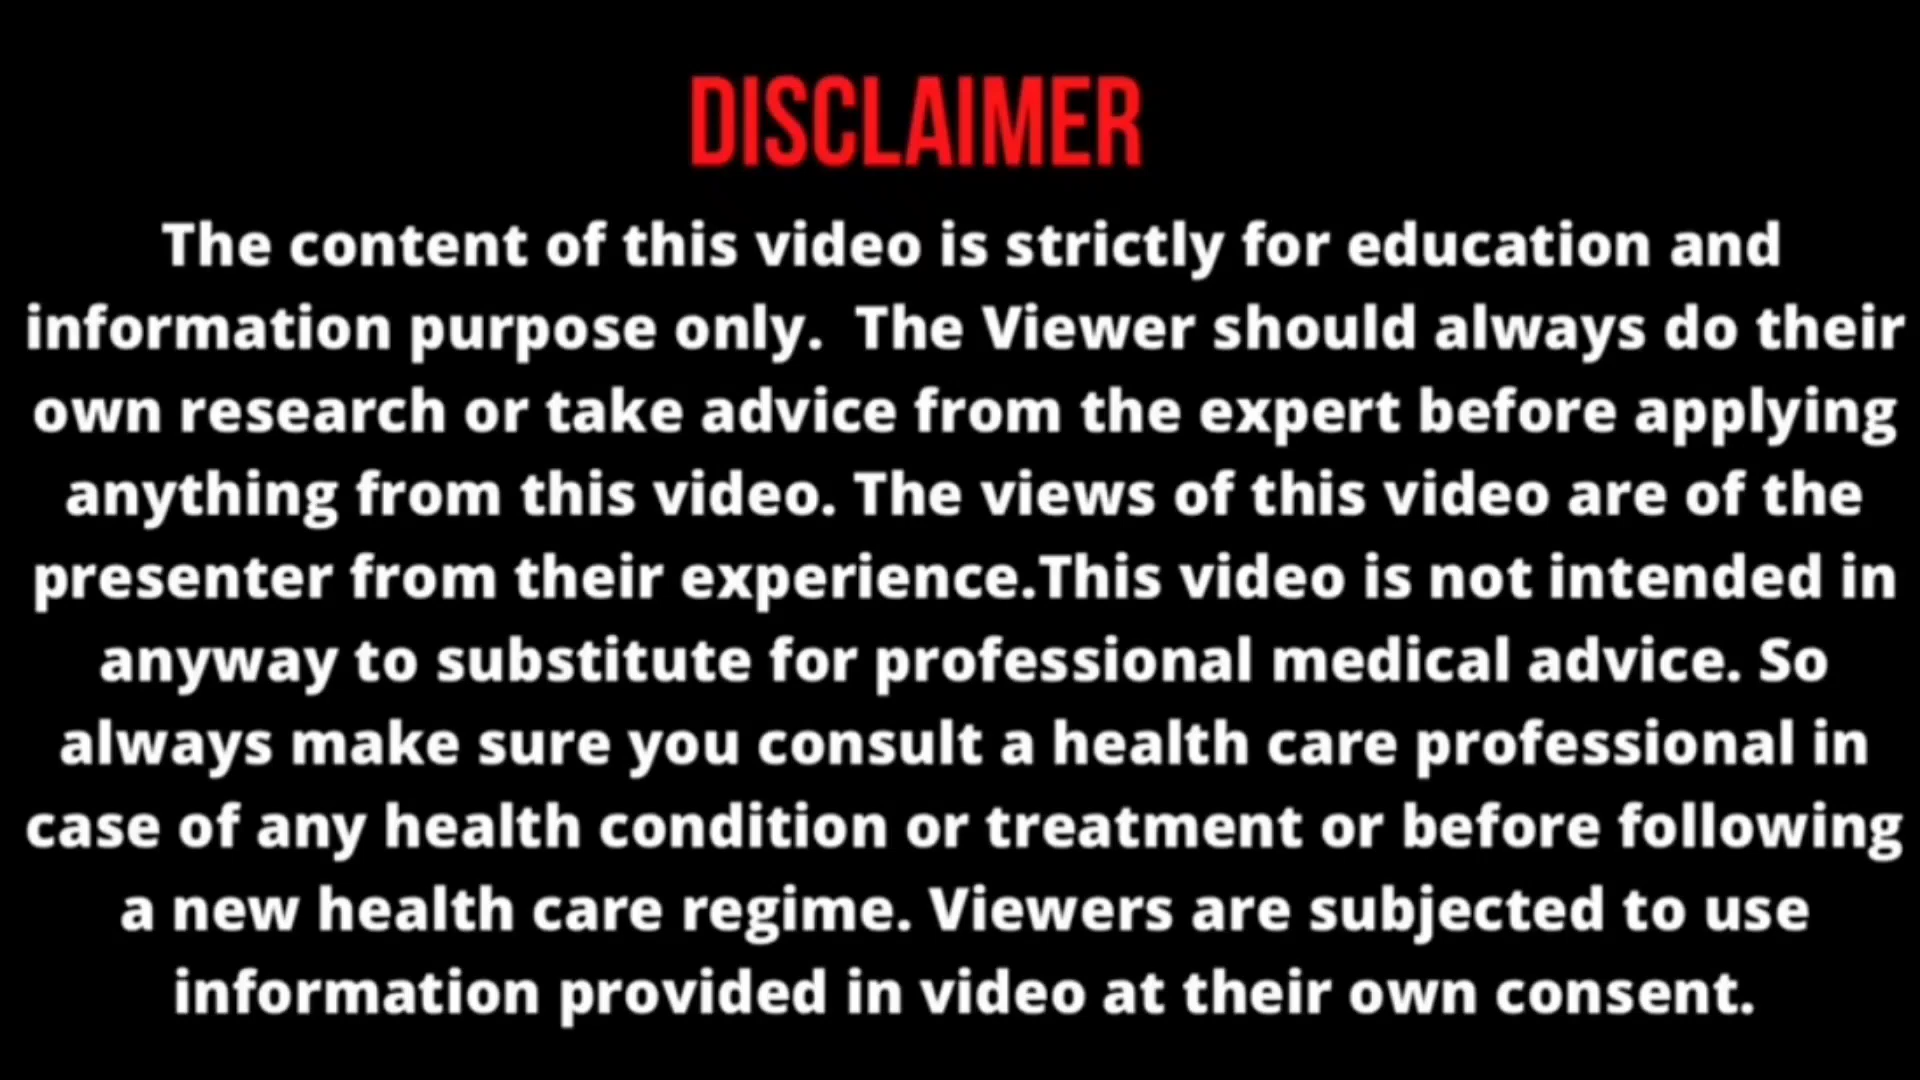 DISCLAIMER
The content of this video is strictly for education and
information purpose only.  The Viewer should always do their
own research or take advice from the expert before applying
anything from this video. The views of this video are of the
presenter from their experience.This video is not intended in
anyway to substitute for professional medical advice. So
always make sure you consult a health care professional in
case of any health condition or treatment or before following
a new health care regime. Viewers are subjected to use
information provided in video at their own consent.